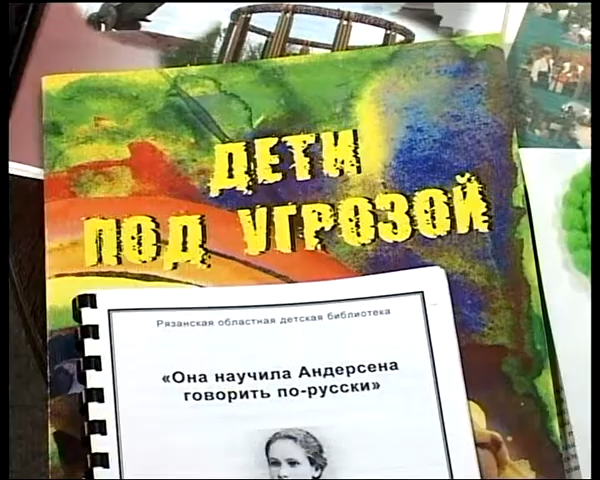 ДЕТИ
ПОД УГРОЗОЙ
Рязанская областная детская библиотека
«Она научила Андерсена
говорить по-русски»